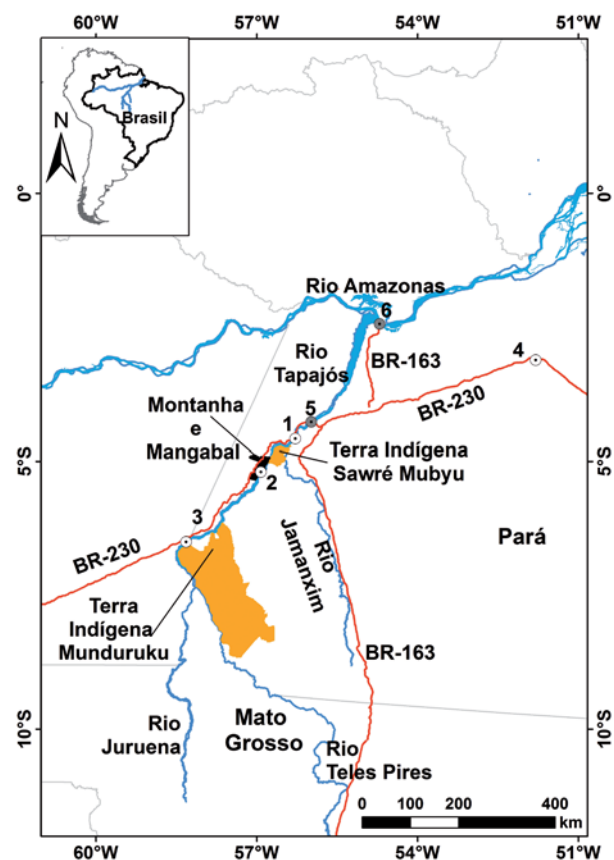 60°W 57°W 54°W 51°W
N
Brasil
0°
0°
Rio Amazonas
6
Rio
Tapajós
BR-163
4
BR-230
Montanha
e
Mangabal
1
5
Terra Indígena
Sawré Mubyu
5°S
5°S
2
3
Rio
Jamanxim
Pará
BR-230
Terra
Indígena
Munduruku
BR-163
Mato
Grosso
Rio
Juruena
Rio
Teles Pires
10°S
10°S
0 100 200 400
km
60°W 57°W 54°W 51°W